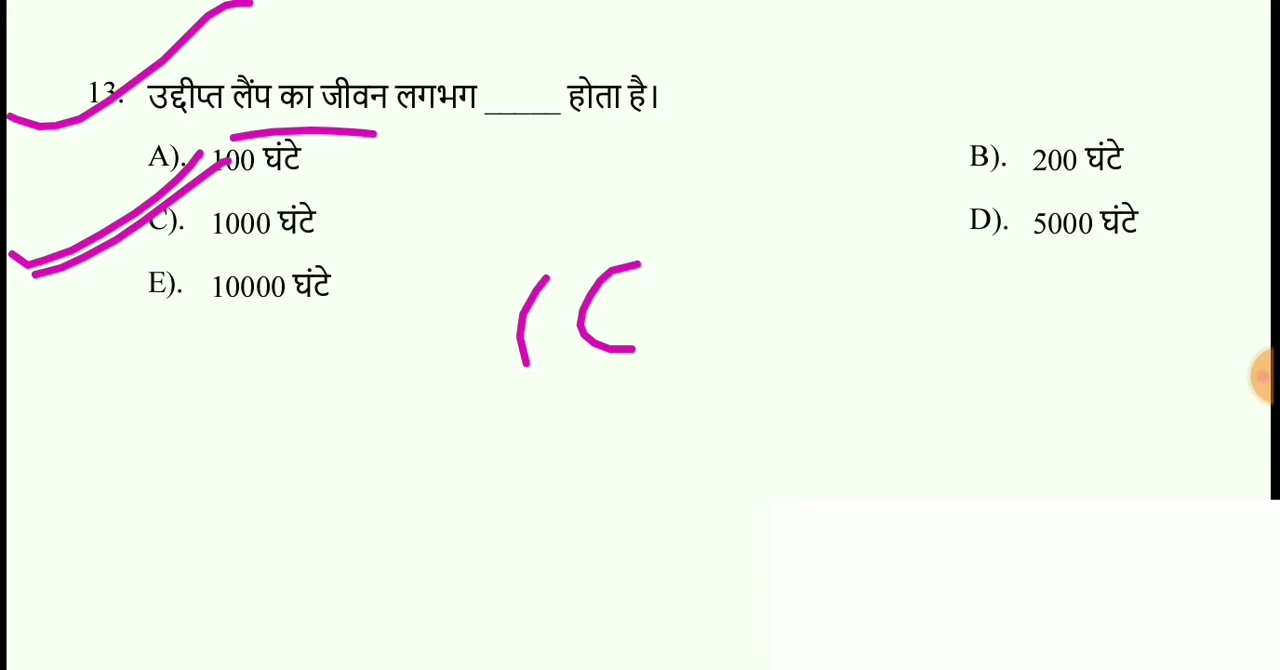 13. उद्दीप्त लैंप का जीवन लगभग _____ होता है।
A). 100 घंटे B). 200 घंटे
C). 1000 घंटे D). 5000 घंटे
E). 10000 घंटे